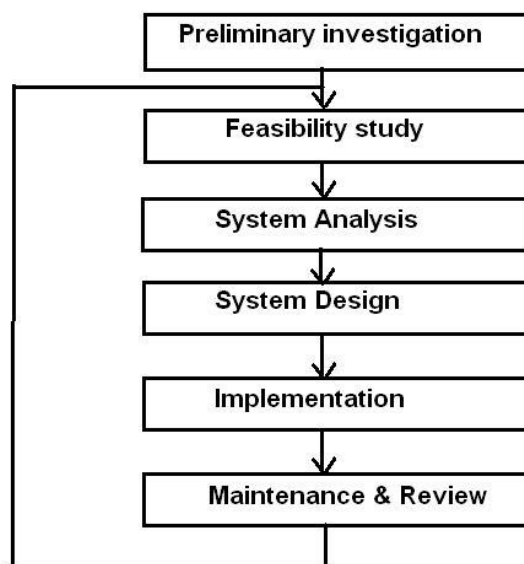 Preliminary investigation
Feasibility study
System Analysis
System Design
Implementation
Maintenance & Review